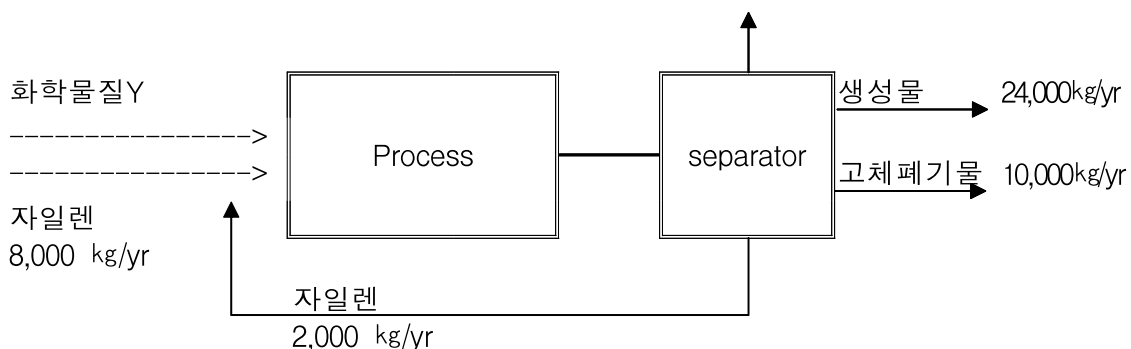 화학물질Y
--------------->
--------------->
자일렌
8,000 kg/yr
Process
separator
생성물 24,000kg/yr
고체폐기물 10,000kg/yr
자일렌
2,000 kg/yr